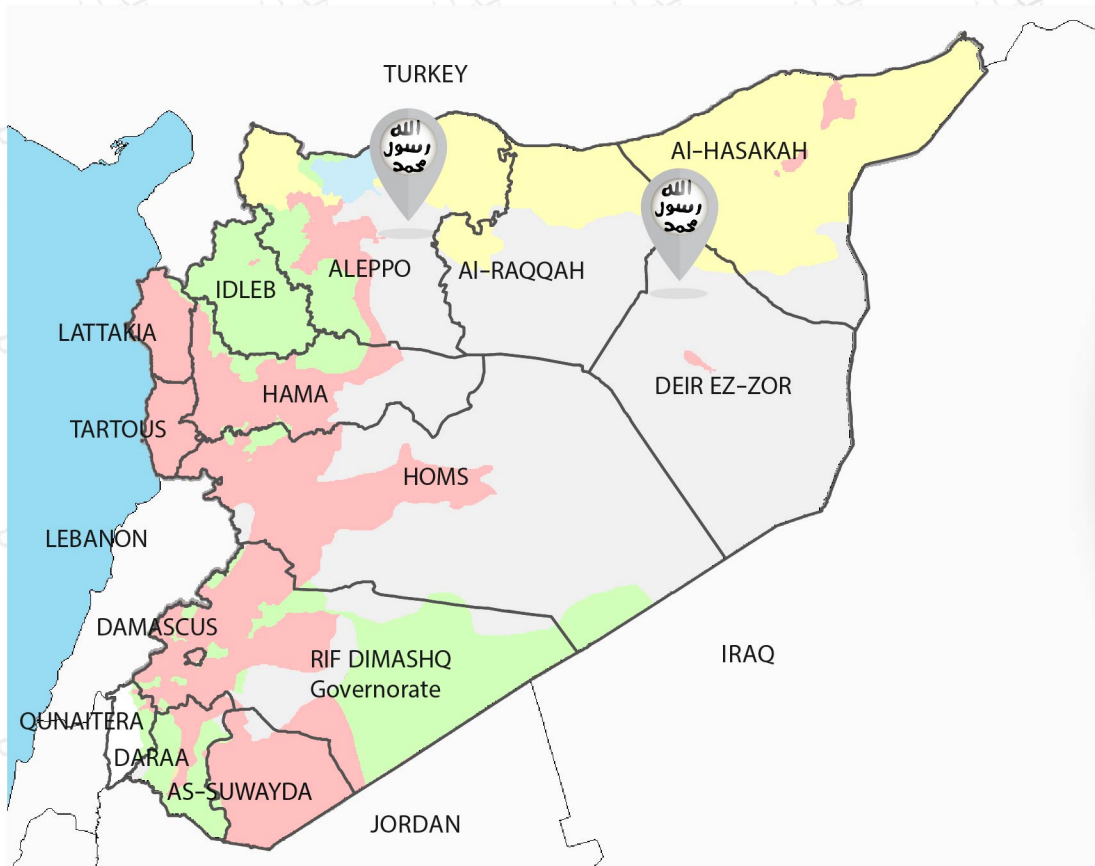 TURKEY
الله
رسول
محمد
Al-HASAKAH
الله
رسول
محمد
ALEPPO
Al-RAQQAH
IDLEB
LATTAKIA
DEIR EZ-ZOR
HAMA
TARTOUS
HOMS
LEBANON
DAMASCUS
IRAQ
RIF DIMASHQ
Governorate
QUNAITERA
DARAA
AS-SUWAYDA
JORDAN